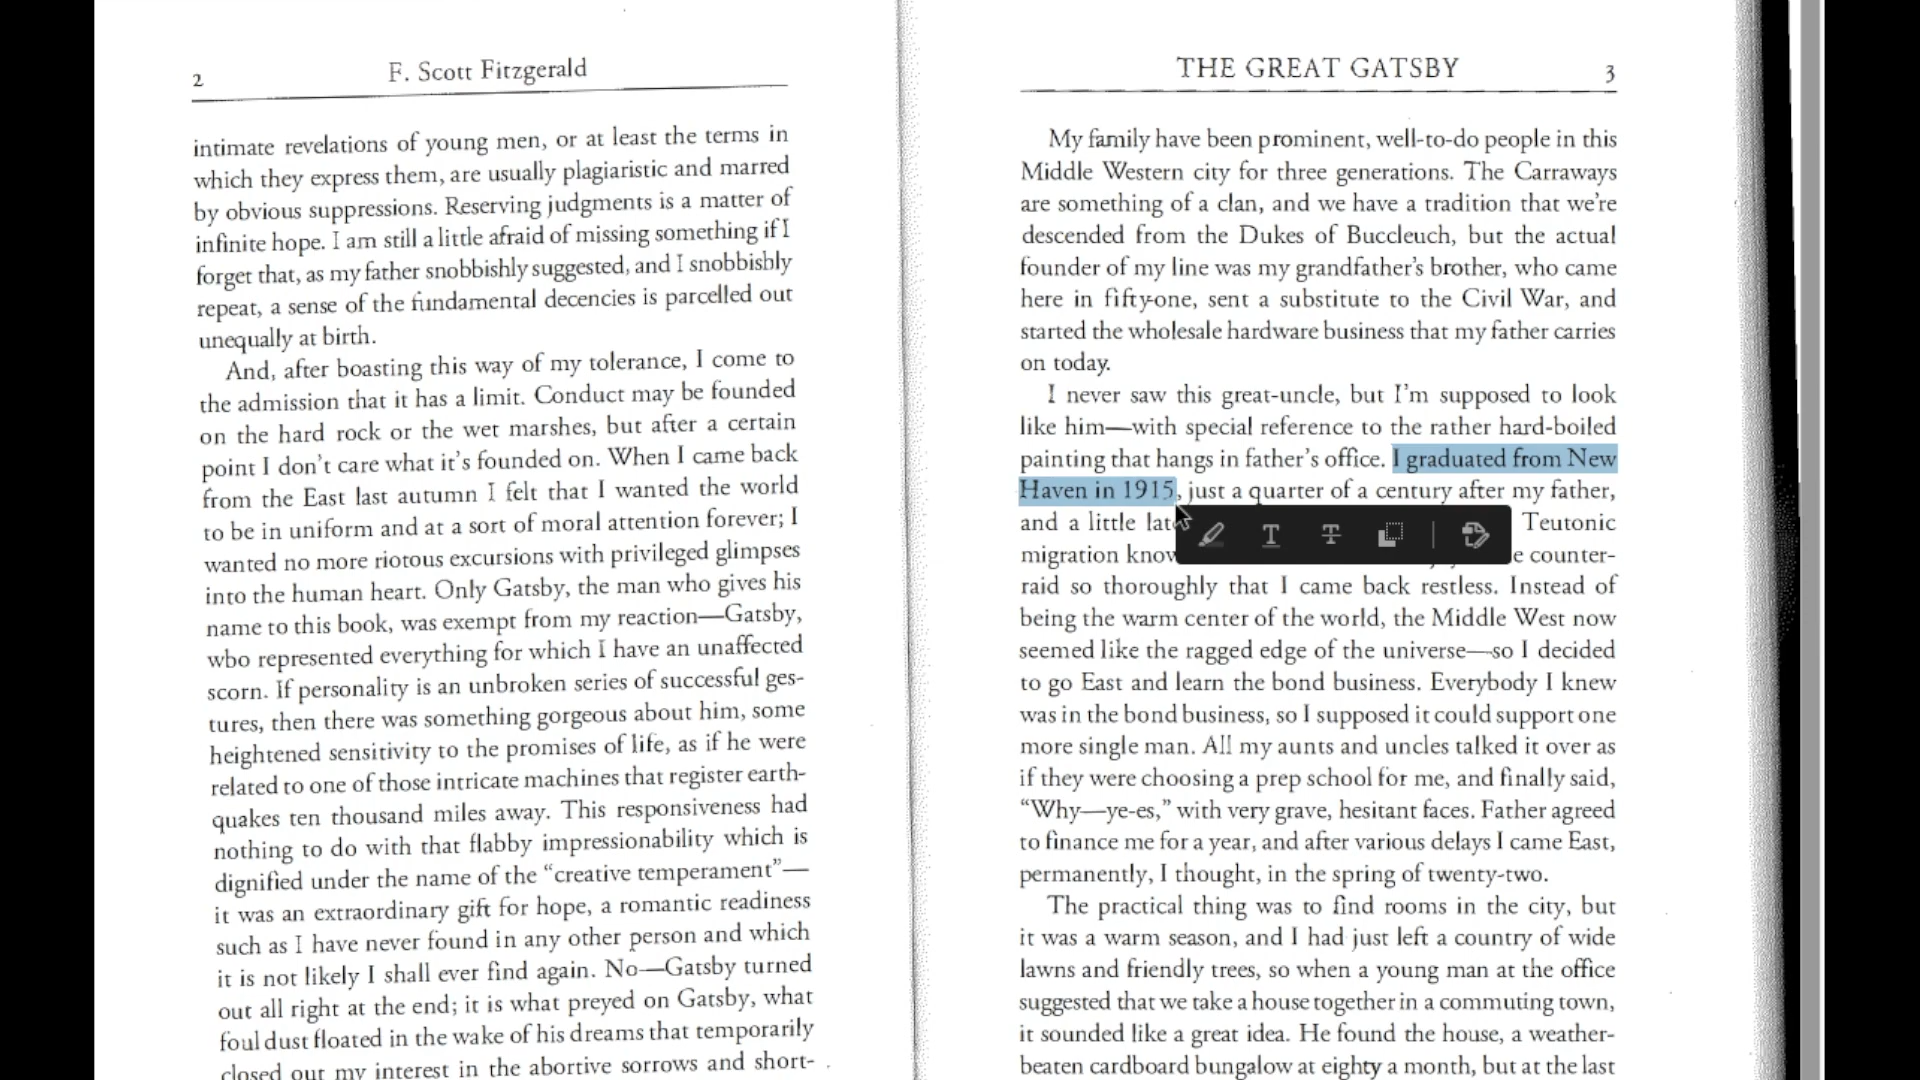 2
F. Scott Fitzgerald
intimate revelations of young men, or at least the terms in
which they express them, are usually plagiaristic and marred
by obvious suppressions. Reserving judgments is a matter of
infinite hope. I am still a little afraid of missing something if I
forget that, as my father snobbishly suggested, and I snobbishly
repeat, a sense of the fundamental decencies is parcelled out
unequally at birth.
And, after boasting this way of my tolerance, I come to
the admission that it has a limit. Conduct may be founded
on the hard rock or the wet marshes, but after a certain
point I don't care what it's founded on. When I came back
from the East last autumn I felt that I wanted the world
to be in uniform and at a sort of moral attention forever; I
wanted no more riotous excursions with privileged glimpses
into the human heart. Only Gatsby, the man who gives his
name to this book, was exempt from my reaction—Gatsby,
who represented everything for which I have an unaffected
scorn. If personality is an unbroken series of successful ges-
tures, then there was something gorgeous about him, some
heightened sensitivity to the promises of life, as if he were
related to one of those intricate machines that register earth-
quakes ten thousand miles away. This responsiveness had
nothing to do with that flabby impressionability which is
dignified under the name of the “creative temperament”—
it was an extraordinary gift for hope, a romantic readiness
such as I have never found in any other person and which
it is not likely I shall ever find again. No—Gatsby turned
out all right at the end; it is what preyed on Gatsby, what
foul dust floated in the wake of his dreams that temporarily
closed out my interest in the abortive sorrows and short-
THE GREAT GATSBY
3
My family have been prominent, well-to-do people in this
Middle Western city for three generations. The Carraways
are something of a clan, and we have a tradition that we're
descended from the Dukes of Buccleuch, but the actual
founder of my line was my grandfather's brother, who came
here in fifty-one, sent a substitute to the Civil War, and
started the wholesale hardware business that my father carries
on today.
I never saw this great-uncle, but I'm supposed to look
like him—with special reference to the rather hard-boiled
painting that hangs in father's office. I graduated from New
Haven in 1915, just a quarter of a century after my father,
and a little Teutonic
migration counter-
raid so thoroughly that I came back restless. Instead of
being the warm center of the world, the Middle West now
seemed like the ragged edge of the universe—so I decided
to go East and learn the bond business. Everybody I knew
was in the bond business, so I supposed it could support one
more single man. All my aunts and uncles talked it over as
if they were choosing a prep school for me, and finally said,
“Why—ye-es,” with very grave, hesitant faces. Father agreed
to finance me for a year, and after various delays I came East,
permanently, I thought, in the spring of twenty-two.
The practical thing was to find rooms in the city, but
it was a warm season, and I had just left a country of wide
lawns and friendly trees, so when a young man at the office
suggested that we take a house together in a commuting town,
it sounded like a great idea. He found the house, a weather-
beaten cardboard bungalow at eighty a month, but at the last